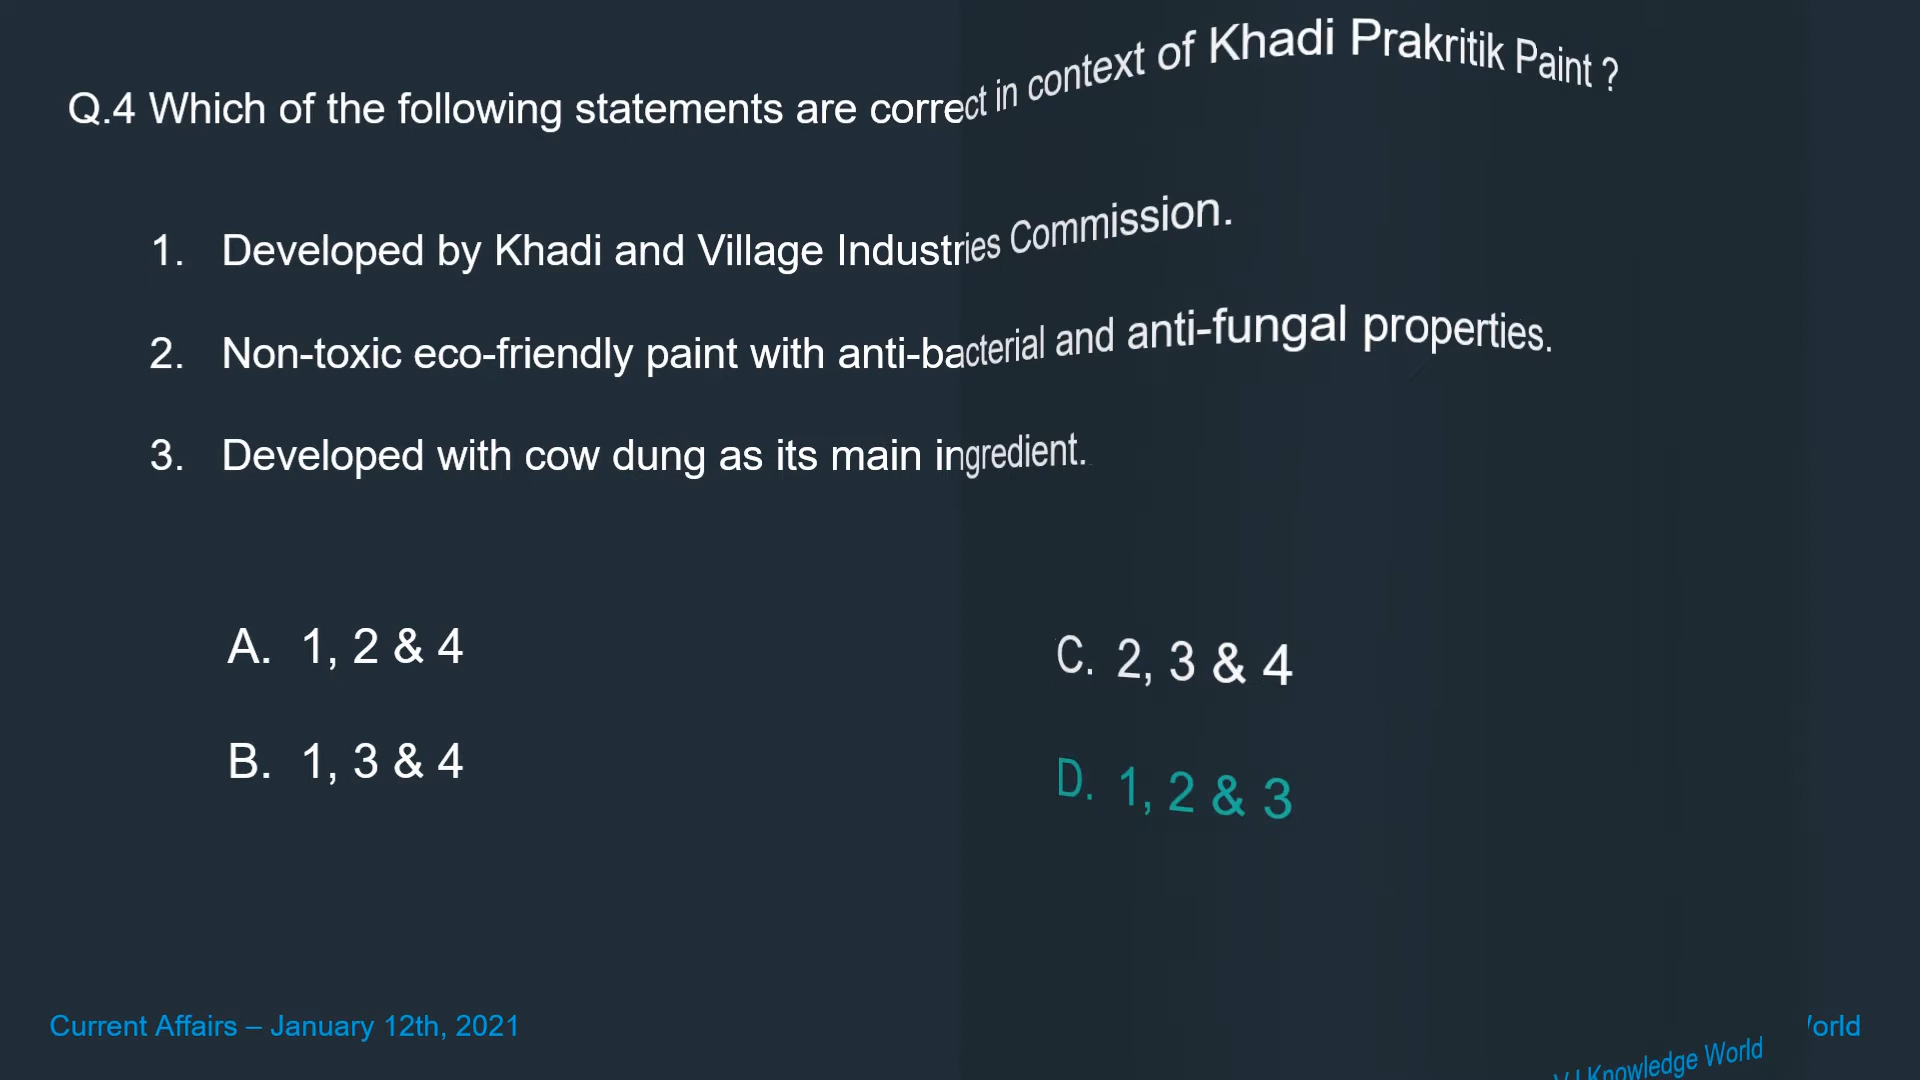 Q.4 Which of the following statements are correct in context of Khadi Prakritik Paint ?
1. Developed by Khadi and Village Industries Commission.
2. Non-toxic eco-friendly paint with anti-bacterial and anti-fungal properties.
3. Developed with cow dung as its main ingredient.
A. 1, 2 & 4
C. 2, 3 & 4
B. 1, 3 & 4
D. 1, 2 & 3
Current Affairs – January 12th, 2021
Knowledge World